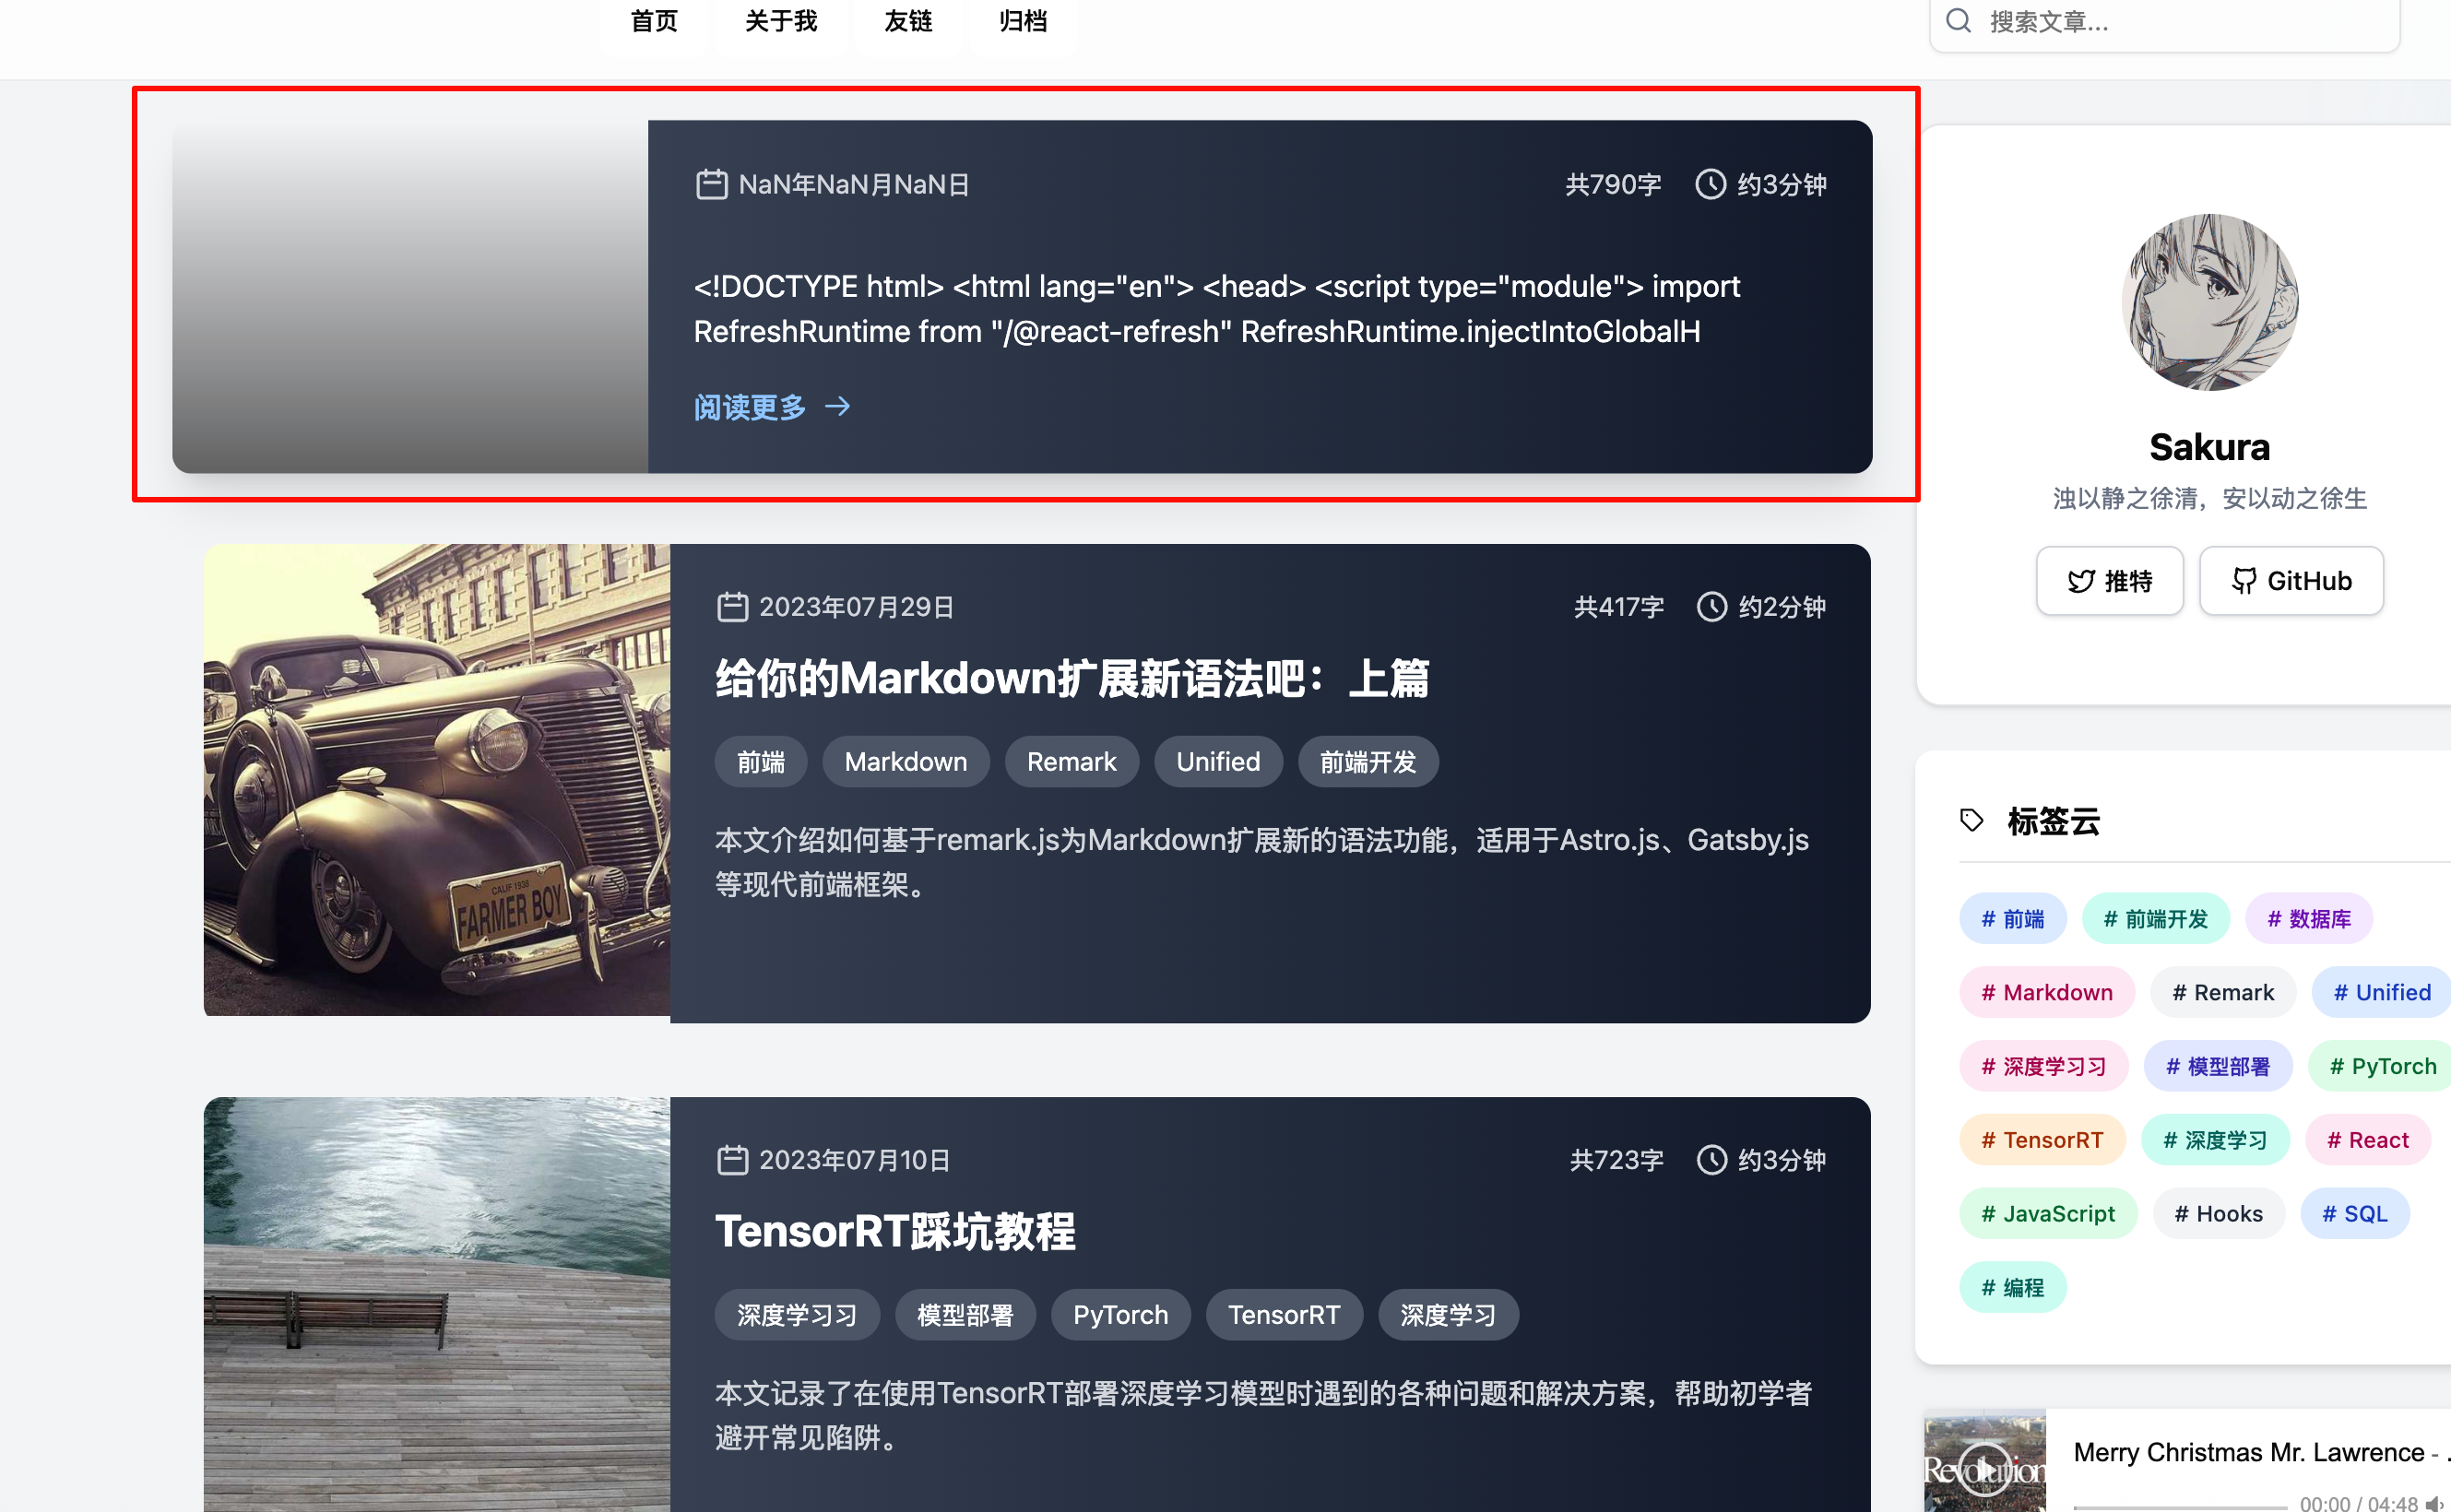 首页 关于我 友链 归档
搜索文章...
NaN年NaN月NaN日 共790字 约3分钟
<!DOCTYPE html> <html lang="en"> <head> <script type="module"> import
RefreshRuntime from "/@react-refresh" RefreshRuntime.injectIntoGlobalH
阅读更多
2023年07月29日 共417字 约2分钟
给你的Markdown扩展新语法吧：上篇
前端 Markdown Remark Unified 前端开发
本文介绍如何基于remark.js为Markdown扩展新的语法功能，适用于Astro.js、Gatsby.js
等现代前端框架。
CALIF 1938
FARMER BOY
2023年07月10日 共723字 约3分钟
TensorRT踩坑教程
深度学习习 模型部署 PyTorch TensorRT 深度学习
本文记录了在使用TensorRT部署深度学习模型时遇到的各种问题和解决方案，帮助初学者
避开常见陷阱。
Sakura
浊以静之徐清，安以动之徐生
推特 GitHub
标签云
# 前端 # 前端开发 # 数据库
# Markdown # Remark # Unified
# 深度学习习 # 模型部署 # PyTorch
# TensorRT # 深度学习 # React
# JavaScript # Hooks # SQL
# 编程
Revolution
Merry Christmas Mr. Lawrence - .
00:00 / 04:48